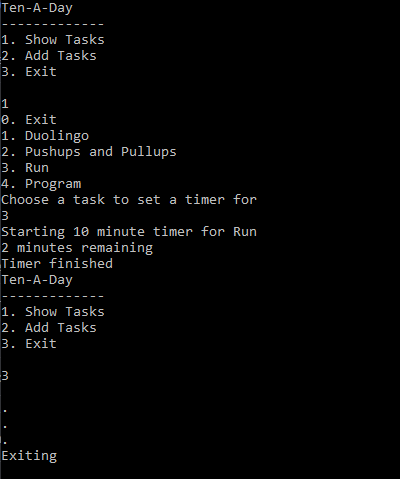 Ten-A-Day
-------------
1. Show Tasks
2. Add Tasks
3. Exit
1
0. Exit
1. Duolingo
2. Pushups and Pullups
3. Run
4. Program
Choose a task to set a timer for
3
Starting 10 minute timer for Run
2 minutes remaining
Timer finished
Ten-A-Day
-------------
1. Show Tasks
2. Add Tasks
3. Exit
3
.
.
.
Exiting